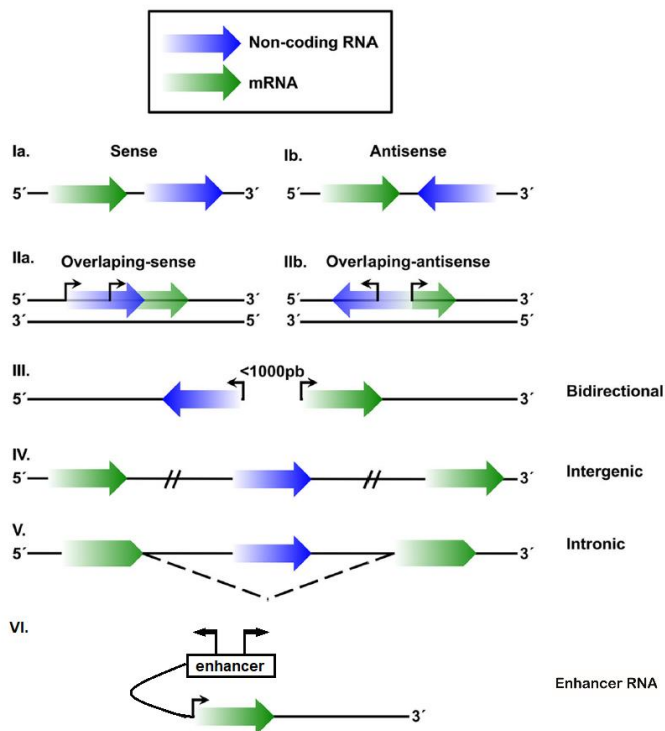 Non-coding RNA
mRNA
Ia. Sense
5´ 3´
Ib. Antisense
5´ 3´
IIa. Overlaping-sense
5´ 3´
3´ 5´
IIb. Overlaping-antisense
5´ 3´
3´ 5´
III. <1000pb
5´ 3´ Bidirectional
IV.
5´ 3´ Intergenic
V.
5´ 3´ Intronic
VI.
enhancer
Enhancer RNA
3´